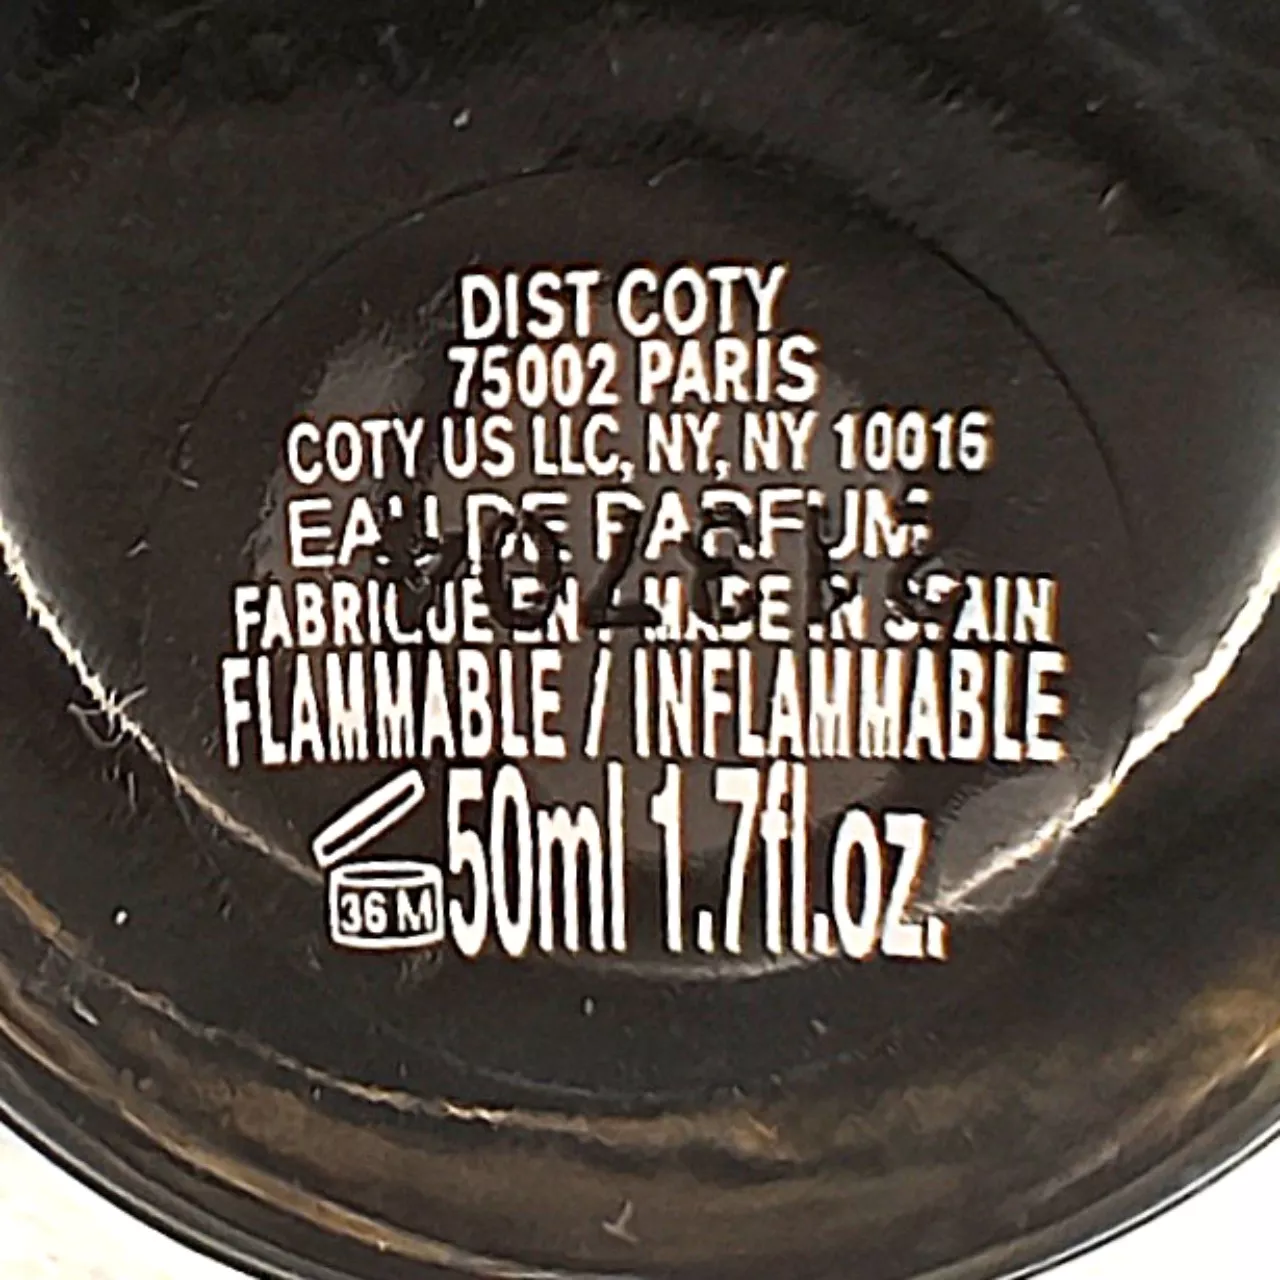 DIST COTY
75002 PARIS
COTY US LLC, NY, NY 10016
EAU DE PARFUM
FABRIQUÉ EN / MADE IN SPAIN
FLAMMABLE / INFLAMMABLE
36 M 50ml 1.7fl.oz.